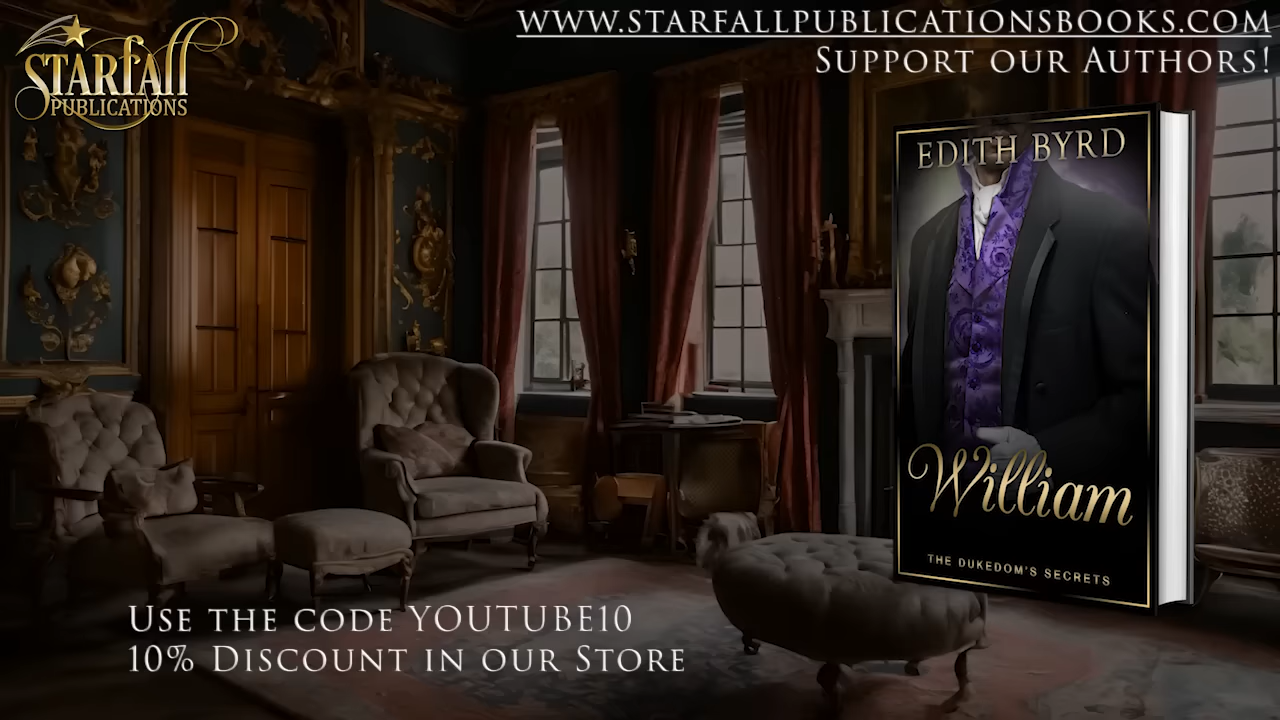 STARfall
PUBLICATIONS
WWW.STARFALLPUBLICATIONSBOOKS.COM
SUPPORT OUR AUTHORS!
EDITH BYRD
William
THE DUKEDOM'S SECRETS
USE THE CODE YOUTUBE10
10% DISCOUNT IN OUR STORE